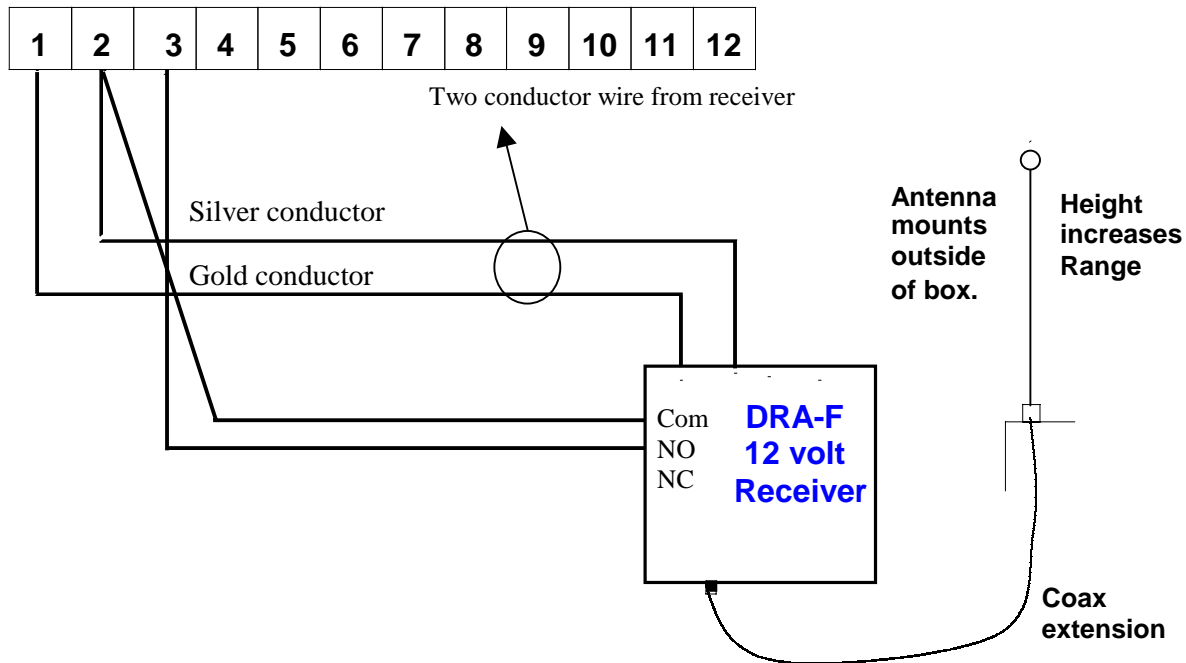 1 2 3 4 5 6 7 8 9 10 11 12
Two conductor wire from receiver
Silver conductor
Gold conductor
Antenna
mounts
outside
of box.
Height
increases
Range
Com
NO
NC
DRA-F
12 volt
Receiver
Coax
extension